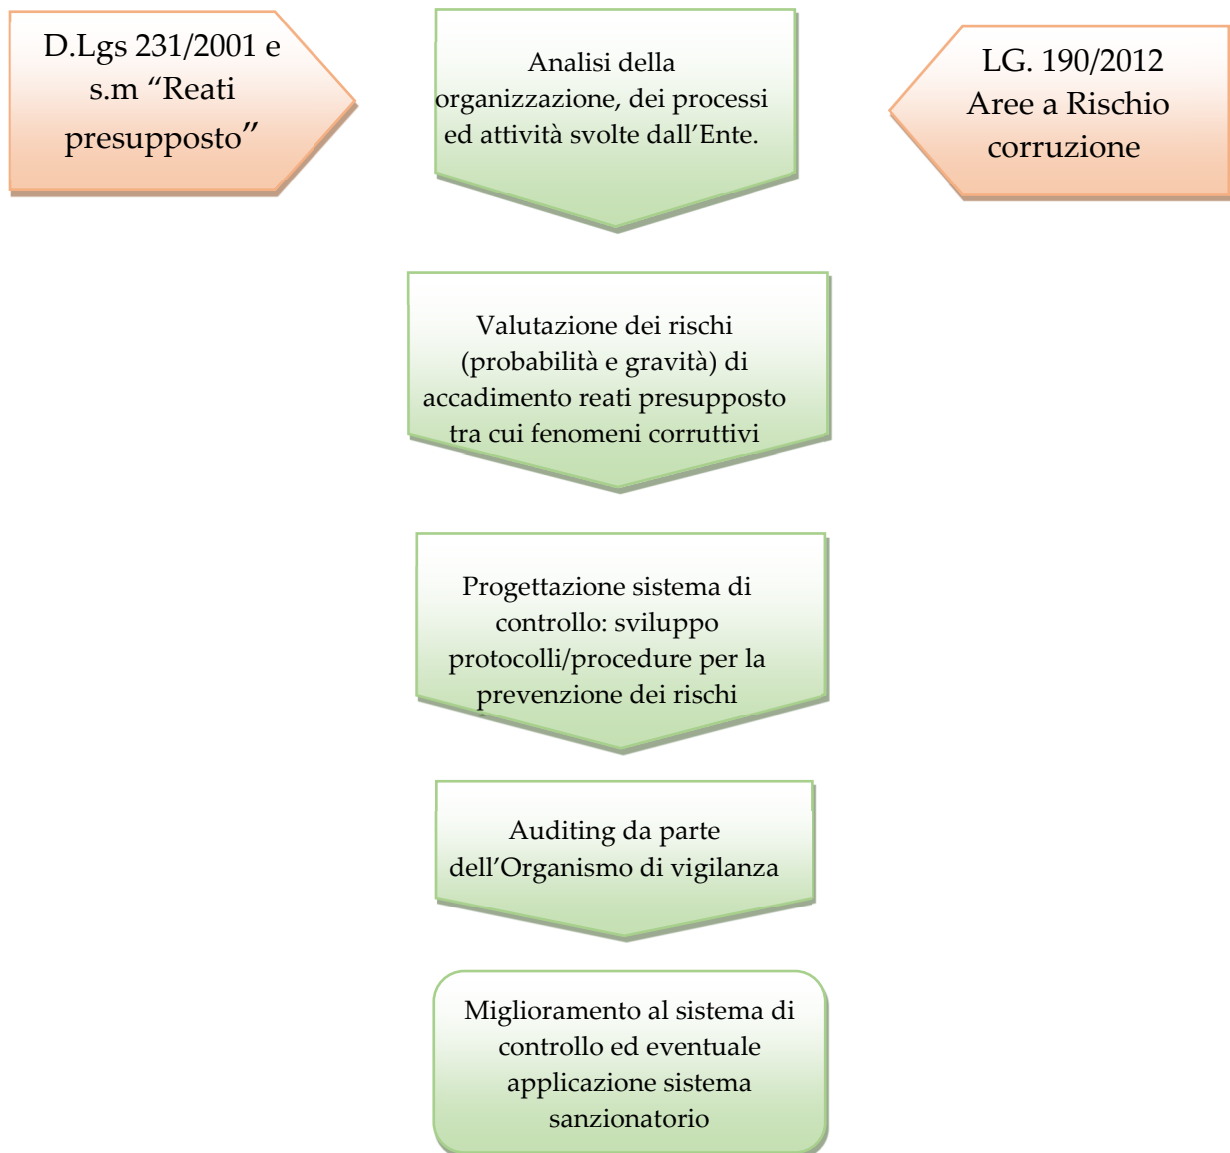 D.Lgs 231/2001 e
s.m “Reati
presupposto”
Analisi della
organizzazione, dei processi
ed attività svolte dall’Ente.
LG. 190/2012
Aree a Rischio
corruzione
Valutazione dei rischi
(probabilità e gravità) di
accadimento reati presupposto
tra cui fenomeni corruttivi
Progettazione sistema di
controllo: sviluppo
protocolli/procedure per la
prevenzione dei rischi
Auditing da parte
dell’Organismo di vigilanza
Miglioramento al sistema di
controllo ed eventuale
applicazione sistema
sanzionatorio